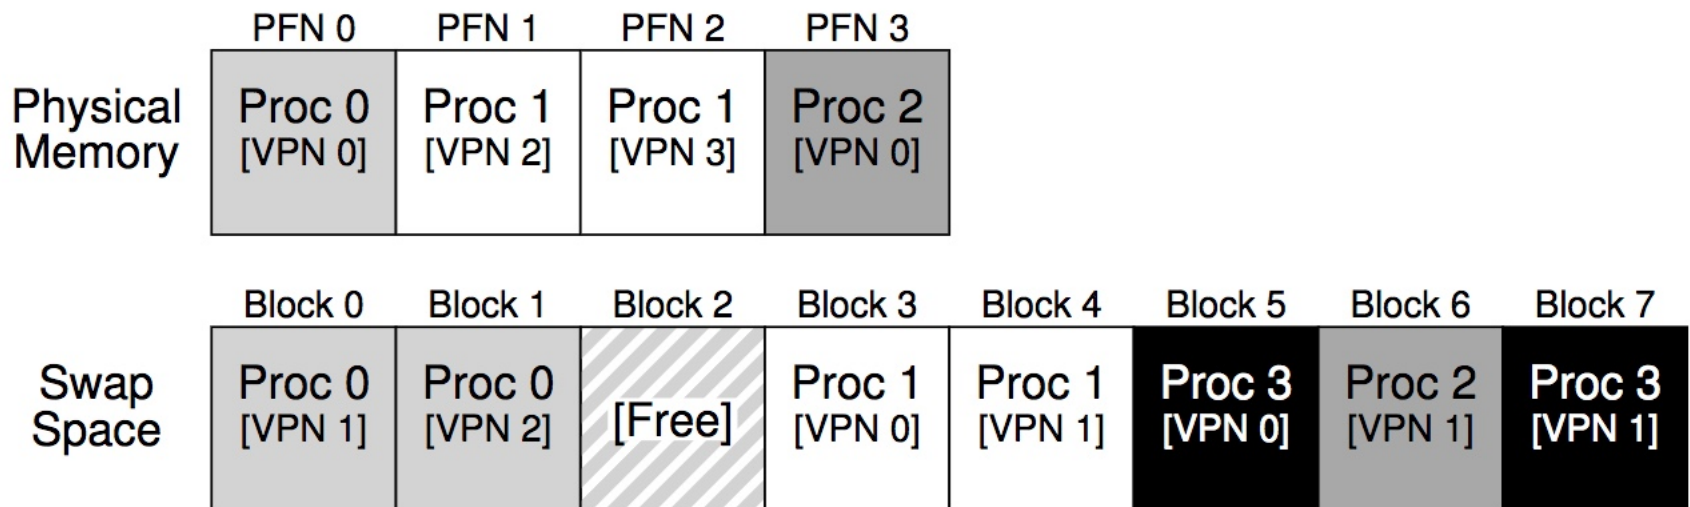 PFN 0 PFN 1 PFN 2 PFN 3
Physical Memory
Proc 0 Proc 1 Proc 1 Proc 2
[VPN 0] [VPN 2] [VPN 3] [VPN 0]
Block 0 Block 1 Block 2 Block 3 Block 4 Block 5 Block 6 Block 7
Swap Space
Proc 0 Proc 0 [Free] Proc 1 Proc 1 Proc 3 Proc 2 Proc 3
[VPN 1] [VPN 2] [VPN 0] [VPN 1] [VPN 0] [VPN 1] [VPN 1]